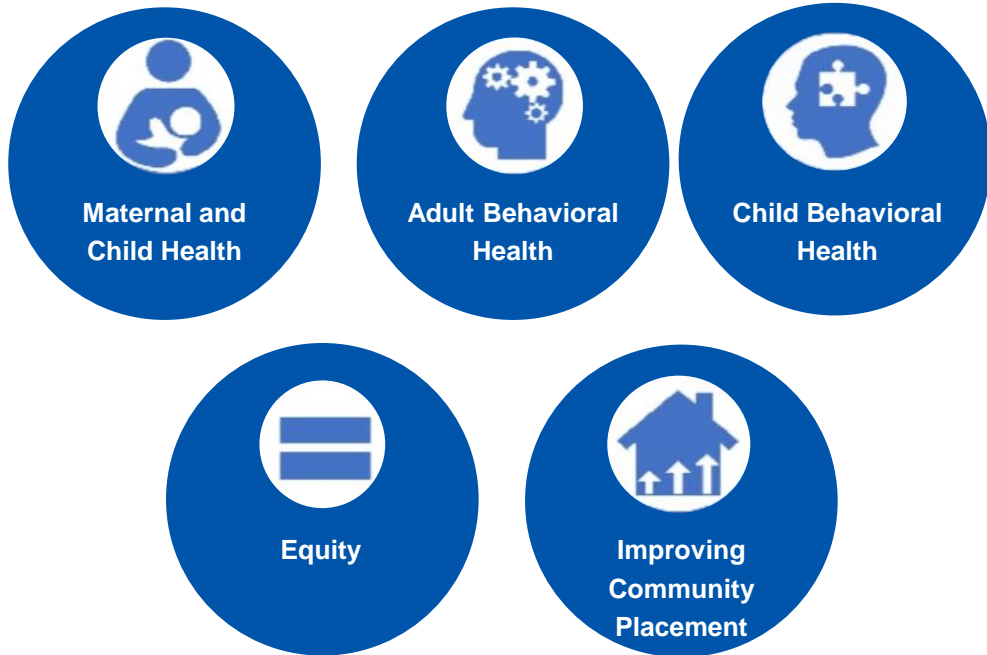 Maternal and
Child Health
Adult Behavioral
Health
Child Behavioral
Health
Equity
Improving
Community
Placement